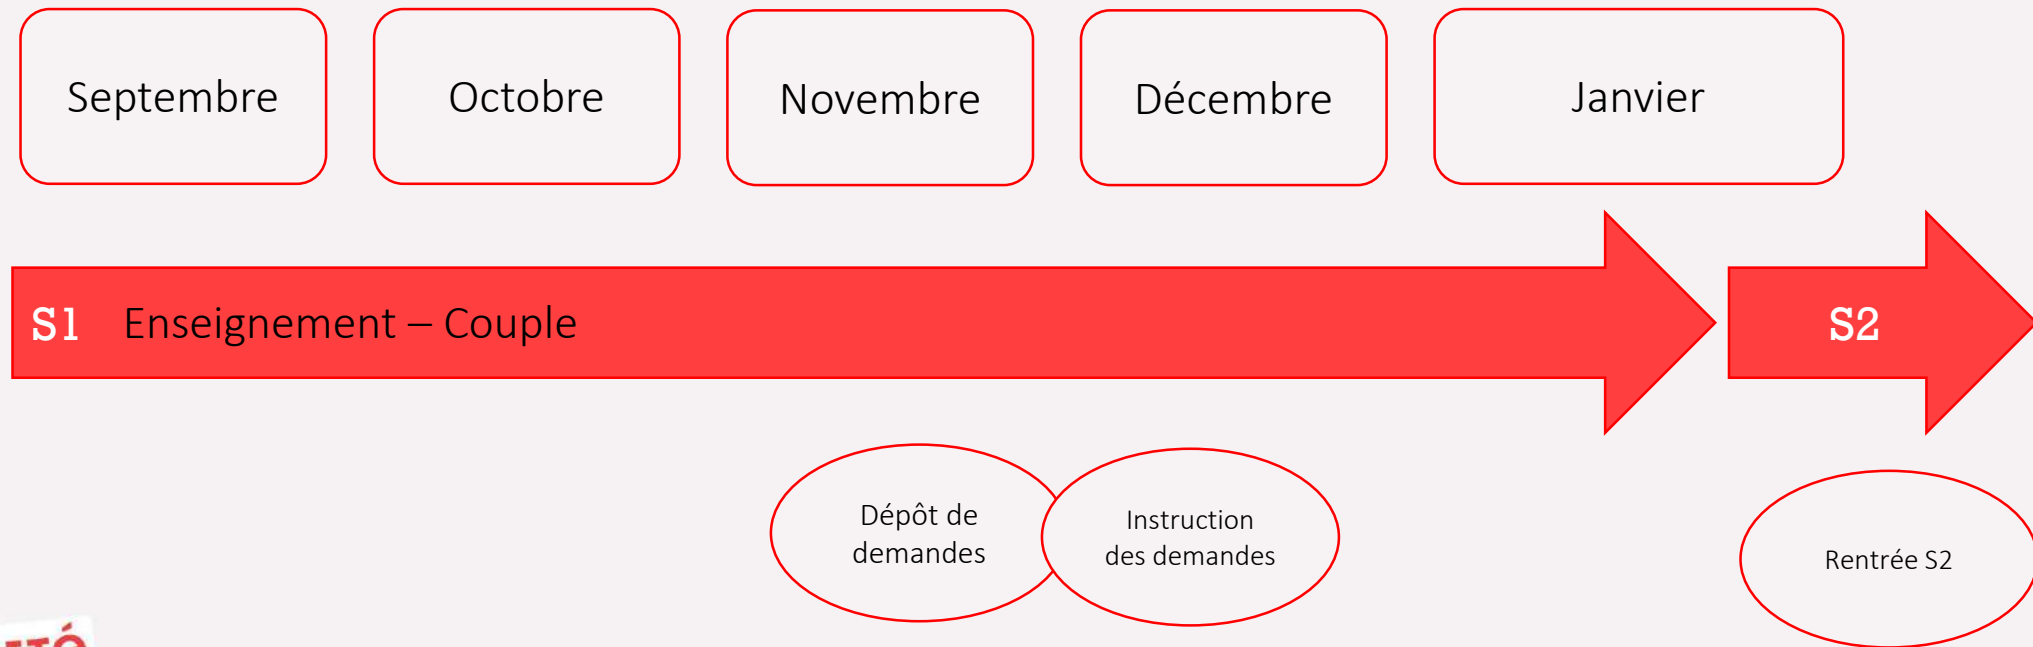 Septembre
Octobre
Novembre
Décembre
Janvier
S1 Enseignement – Couple
S2
Dépôt de
demandes
Instruction
des demandes
Rentrée S2